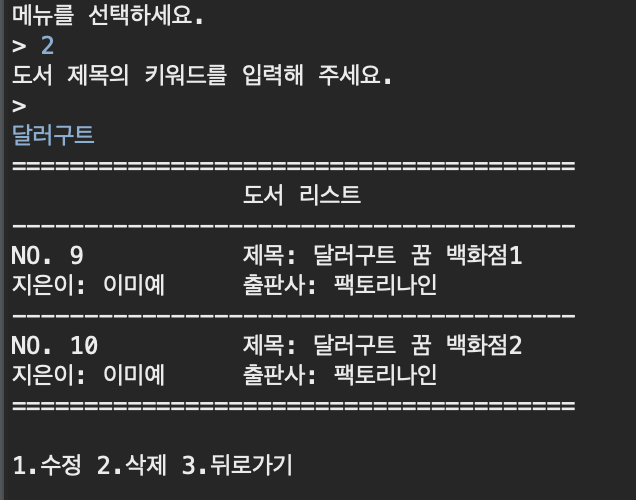 메뉴를 선택하세요.
> 2
도서 제목의 키워드를 입력해 주세요.
>
달러구트
=======================================
도서 리스트
---------------------------------------
NO. 9 제목: 달러구트 꿈 백화점1
지은이: 이미예 출판사: 팩토리나인
---------------------------------------
NO. 10 제목: 달러구트 꿈 백화점2
지은이: 이미예 출판사: 팩토리나인
=======================================
1.수정 2.삭제 3.뒤로가기